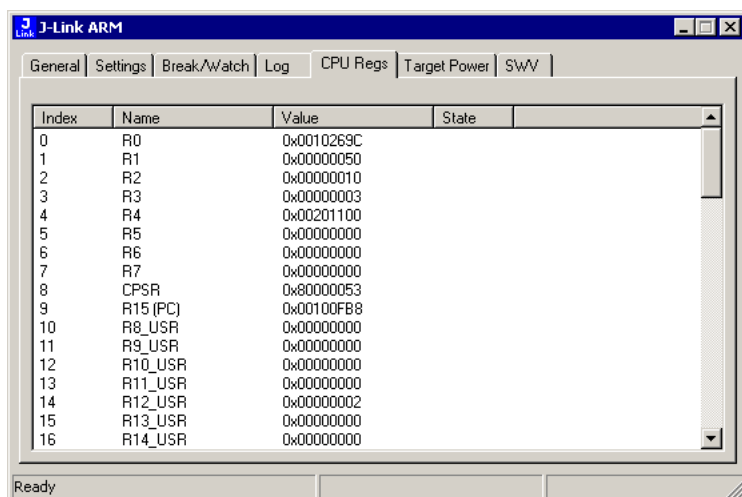 J-Link ARM
General Settings Break/Watch Log CPU Regs Target Power SWV
Index Name Value State
0 R0 0x0010269C
1 R1 0x00000050
2 R2 0x00000010
3 R3 0x00000003
4 R4 0x00201100
5 R5 0x00000000
6 R6 0x00000000
7 R7 0x00000000
8 CPSR 0x80000053
9 R15 (PC) 0x00100FB8
10 R8_USR 0x00000000
11 R9_USR 0x00000000
12 R10_USR 0x00000000
13 R11_USR 0x00000000
14 R12_USR 0x00000002
15 R13_USR 0x00000000
16 R14_USR 0x00000000
Ready